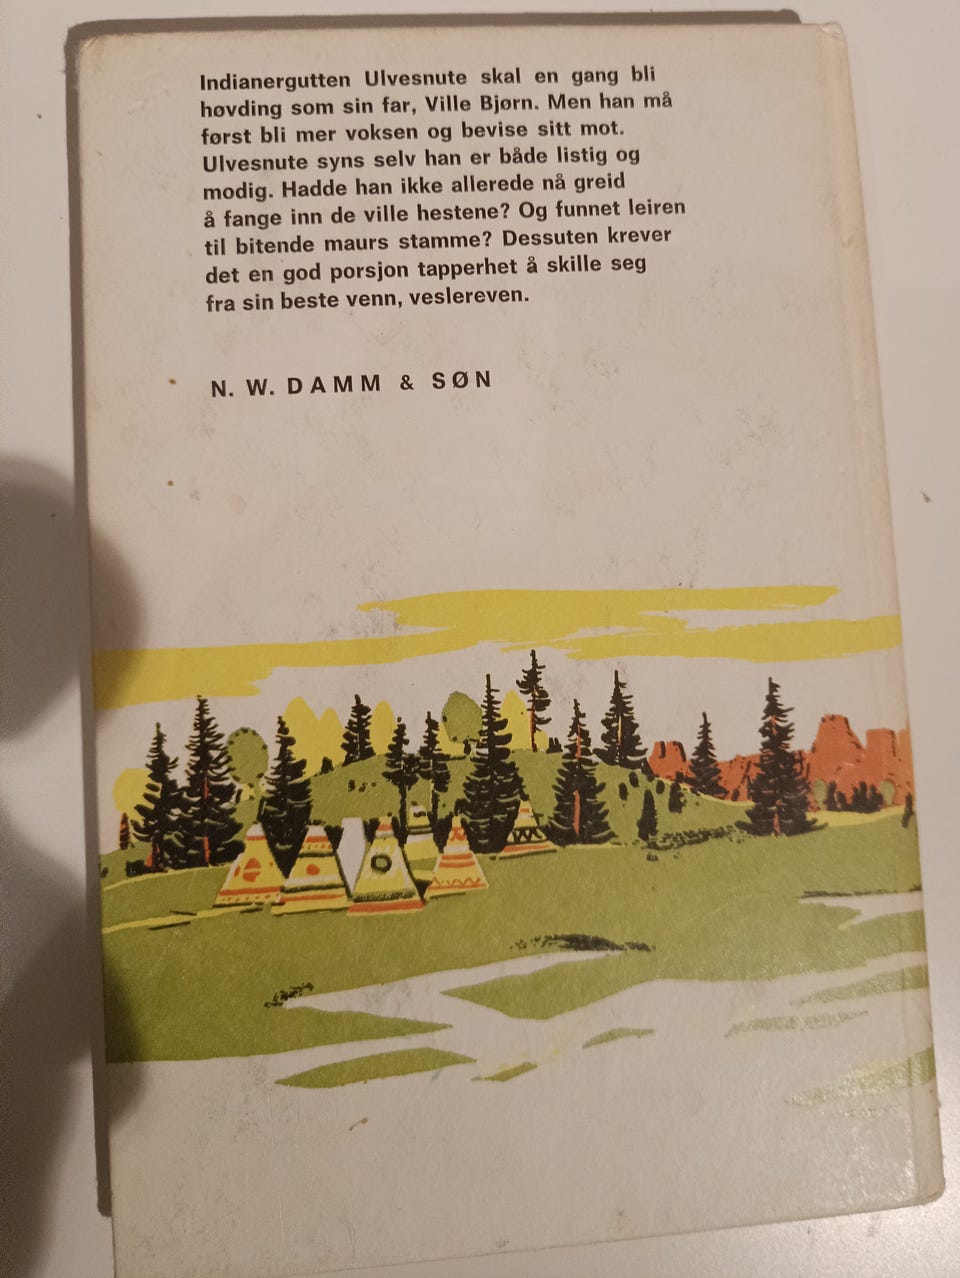 Indianergutten Ulvesnute skal en gang bli
høvding som sin far, Ville Bjørn. Men han må
først bli mer voksen og bevise sitt mot.
Ulvesnute syns selv han er både listig og
modig. Hadde han ikke allerede nå greid
å fange inn de ville hestene? Og funnet leiren
til bitende maurs stamme? Dessuten krever
det en god porsjon tapperhet å skille seg
fra sin beste venn, veslereven.
N. W. DAMM & SØN